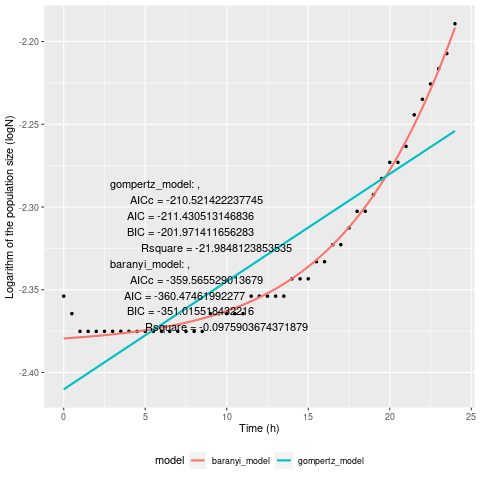 -2.20
-2.25
-2.30
-2.35
-2.40
Logarithm of the population size (logN)
gompertz_model: ,
AICc = -210.521422237745
AIC = -211.430513146836
BIC = -201.971411656283
Rsquare = -21.9848123853535
baranyi_model: ,
AICc = -359.565529013679
AIC = -360.47461992277
BIC = -351.015518432216
Rsquare = -0.0975903674371879
0 5 10 15 20 25
Time (h)
model baranyi_model gompertz_model